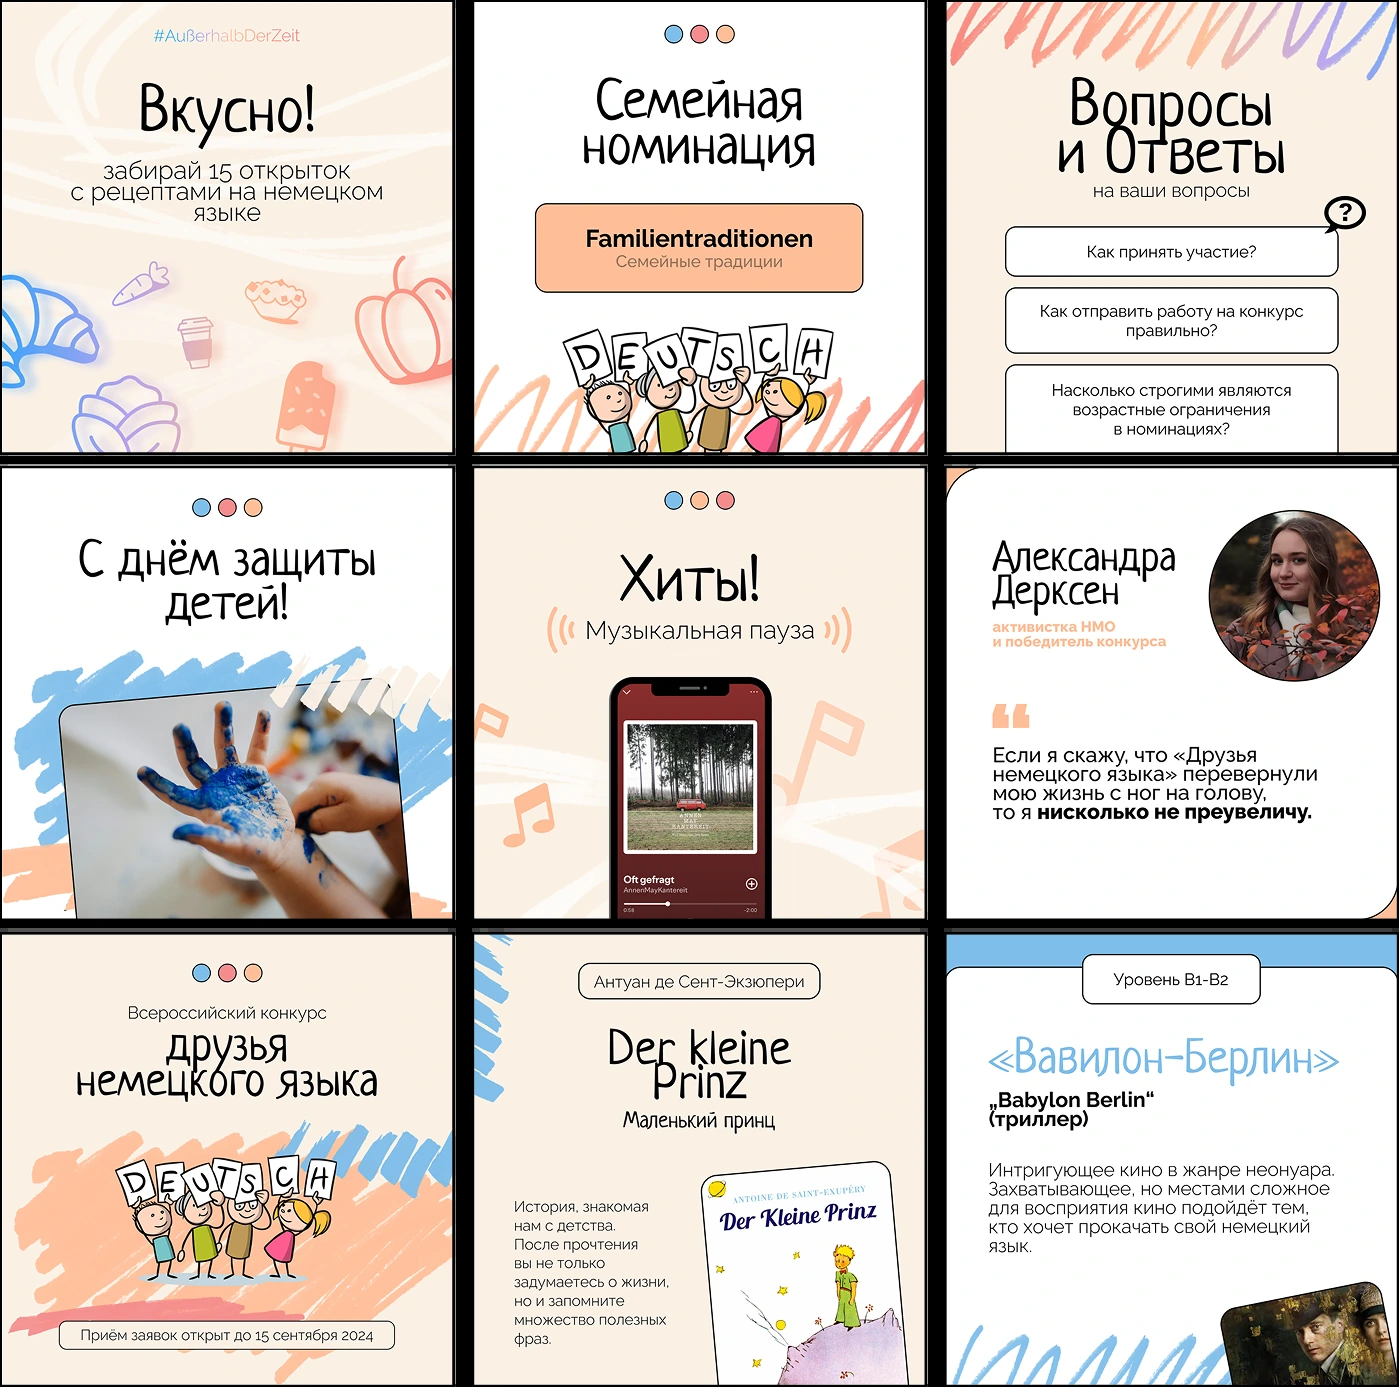 #AußerhalbDerZeit
Вкусно!
забирай 15 открыток
с рецептами на немецком
языке
Семейная
номинация
Familientraditionen
Семейные традиции
DEUTSCH
Вопросы
и Ответы
на ваши вопросы
?
Как принять участие?
Как отправить работу на конкурс
правильно?
Насколько строгими являются
возрастные ограничения
в номинациях?
С днём защиты
детей!
Хиты!
Музыкальная пауза
ANNEN
MAY
KANTEREIT
Oft gefragt
AnnenMayKantereit
0:58
-2:00
Александра
Дерксен
активистка НМО
и победитель конкурса
Если я скажу, что «Друзья
немецкого языка» перевернули
мою жизнь с ног на голову,
то я нисколько не преувеличу.
Всероссийский конкурс
друзья
немецкого языка
DEUTSCH
Приём заявок открыт до 15 сентября 2024
Антуан де Сент-Экзюпери
Der kleine
Prinz
Маленький принц
История, знакомая
нам с детства.
После прочтения
вы не только
задумаетесь о жизни,
но и запомните
множество полезных
фраз.
ANTOINE DE SAINT-EXUPÉRY
Der Kleine Prinz
Уровень B1-B2
«Вавилон-Берлин»
„Babylon Berlin“
(триллер)
Интригующее кино в жанре неонуара.
Захватывающее, но местами сложное
для восприятия кино подойдёт тем,
кто хочет прокачать свой немецкий
язык.